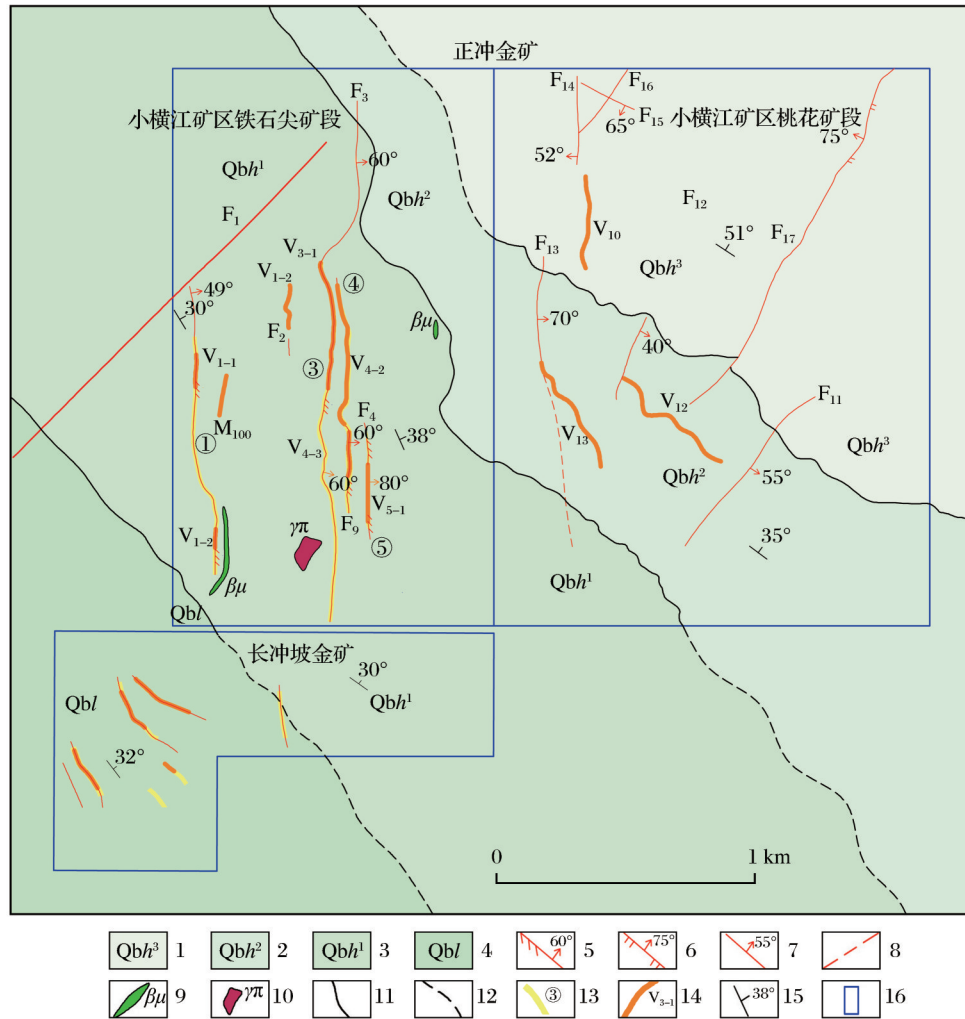 正冲金矿
小横江矿区铁石尖矿段
小横江矿区桃花矿段
F₃
F₁₄
F₁₆
F₁₅
65°
75°
60°
52°
Qbh¹
Qbh²
F₁₂
F₁
V₁₀
51°
F₁₇
F₁₃
Qbh³
V₃₋₁
V₁₋₂
④
49°
30°
βμ
70°
F₂
40°
V₁₋₁
③
V₄₋₂
M₁₀₀
V₁₂
F₁₁
F₄
①
V₁₃
60°
38°
Qbh³
V₄₋₃
Qbh²
55°
60°
80°
V₅₋₁
V₁₋₂
γπ
F₉
⑤
35°
βμ
Qbh¹
Qbl
长冲坡金矿
30°
Qbl
Qbh¹
32°
0
1 km
Qbh³ 1 Qbh² 2 Qbh¹ 3 Qbl 4 60° 5 75° 6 55° 7 8
βμ 9 γπ 10 11 12 ③ 13 V₃₋₁ 14 38° 15 16